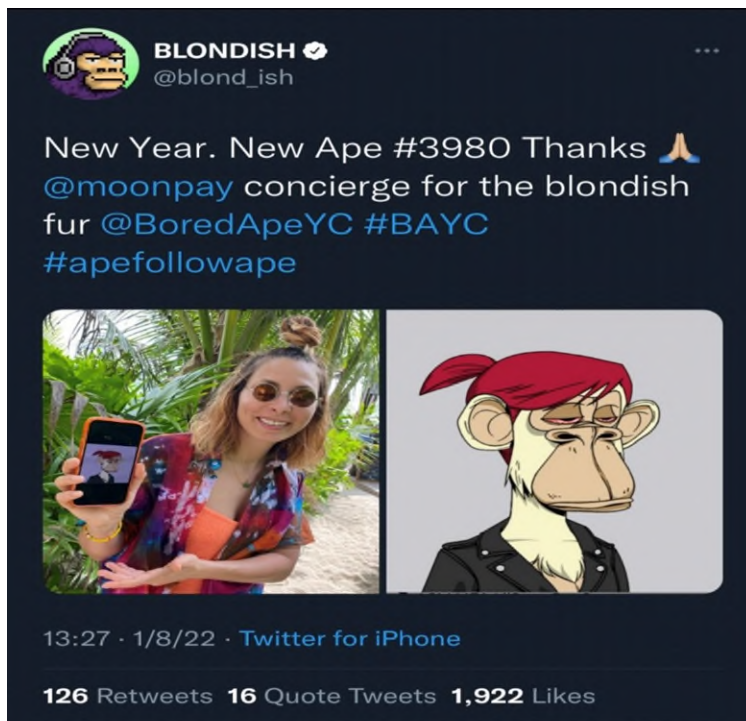 BLONDISH
@blond_ish
New Year. New Ape #3980 Thanks 🙏🏼
@moonpay concierge for the blondish
fur @BoredApeYC #BAYC
#apefollowape
13:27 · 1/8/22 · Twitter for iPhone
126 Retweets 16 Quote Tweets 1,922 Likes